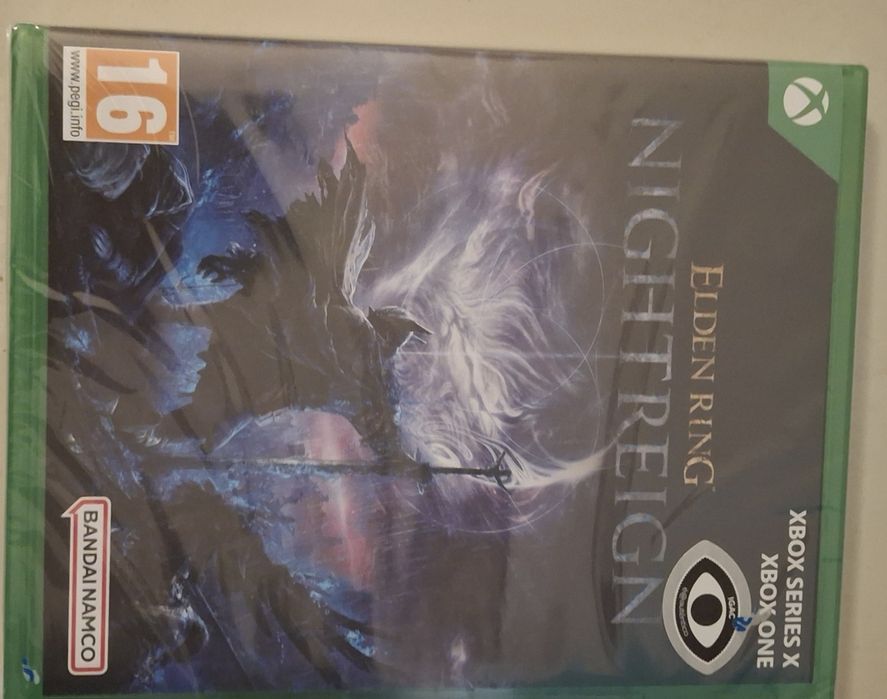 XBOX SERIES X
XBOX ONE
ELDEN RING
NIGHTREIGN
16
www.pegi.info
BANDAI NAMCO